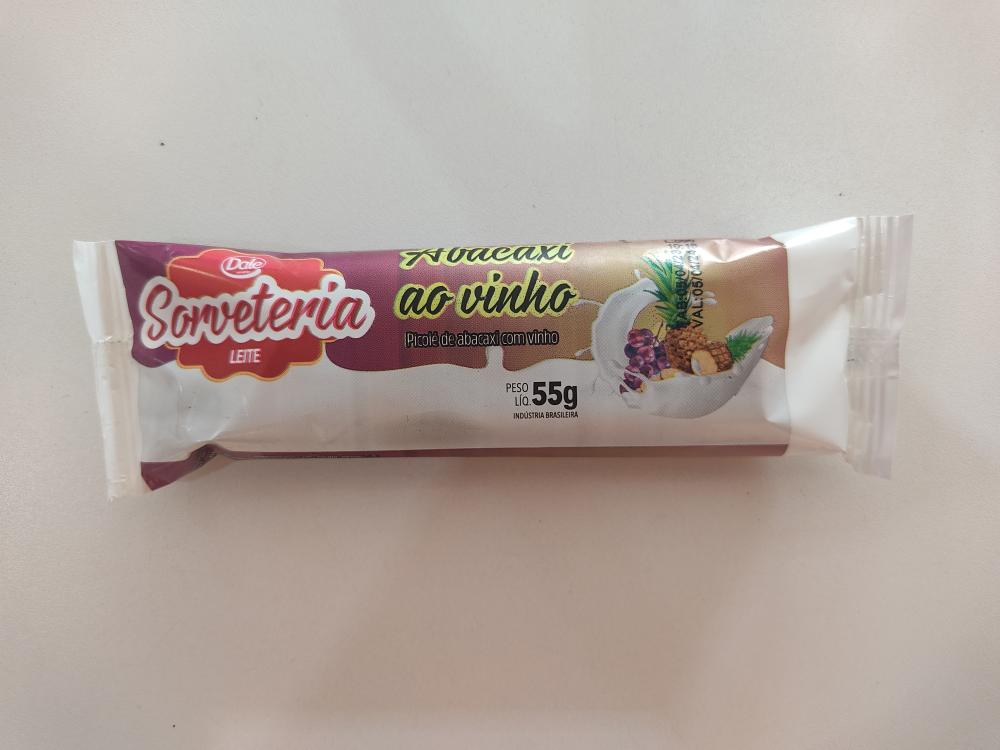 Dale
Sorveteria
LEITE
Abacaxi
ao vinho
Picolé de abacaxi com vinho
PESO
LÍQ. 55g
INDÚSTRIA BRASILEIRA